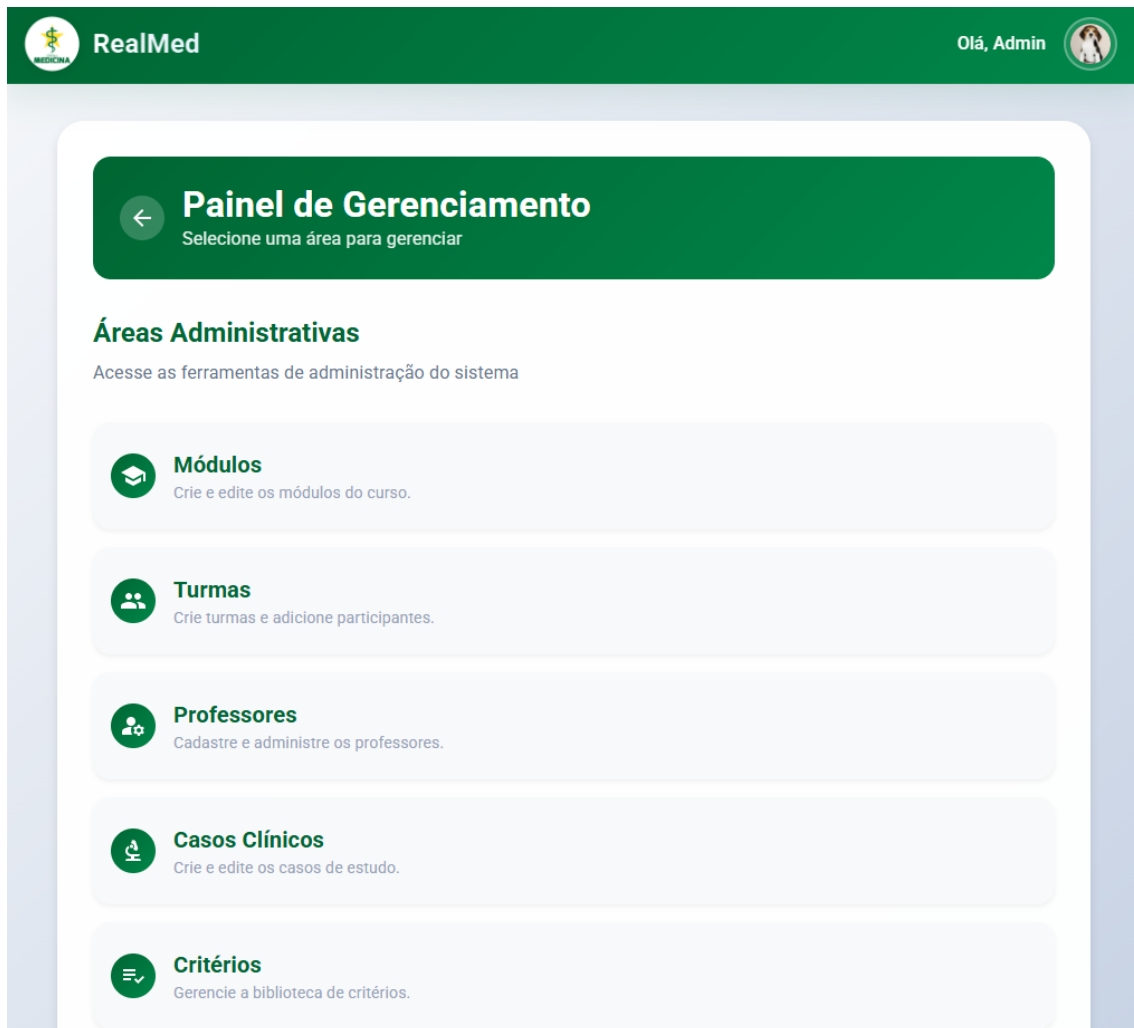 MEDICINA
RealMed
Olá, Admin
Painel de Gerenciamento
Selecione uma área para gerenciar
Áreas Administrativas
Acesse as ferramentas de administração do sistema
Módulos
Crie e edite os módulos do curso.
Turmas
Crie turmas e adicione participantes.
Professores
Cadastre e administre os professores.
Casos Clínicos
Crie e edite os casos de estudo.
Critérios
Gerencie a biblioteca de critérios.